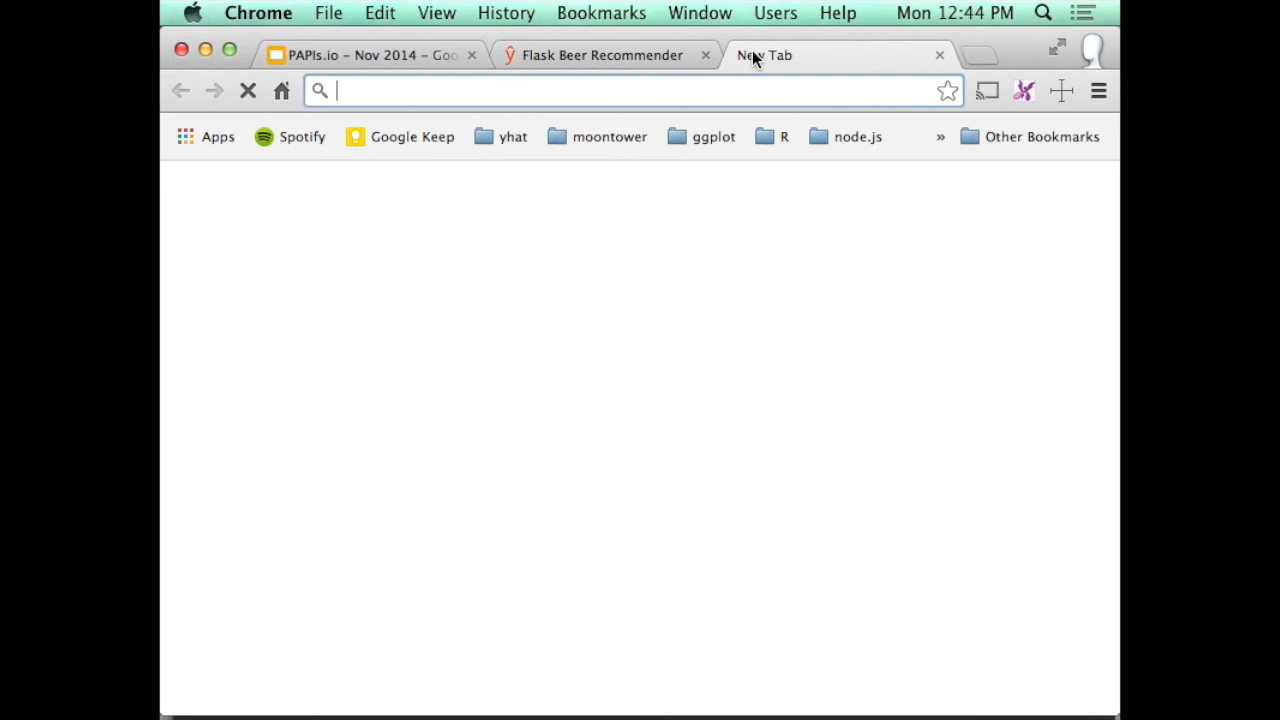 Chrome File Edit View History Bookmarks Window Users Help Mon 12:44 PM
PAPIs.io – Nov 2014 – Goo Flask Beer Recommender New Tab
Apps Spotify Google Keep yhat moontower ggplot R node.js » Other Bookmarks